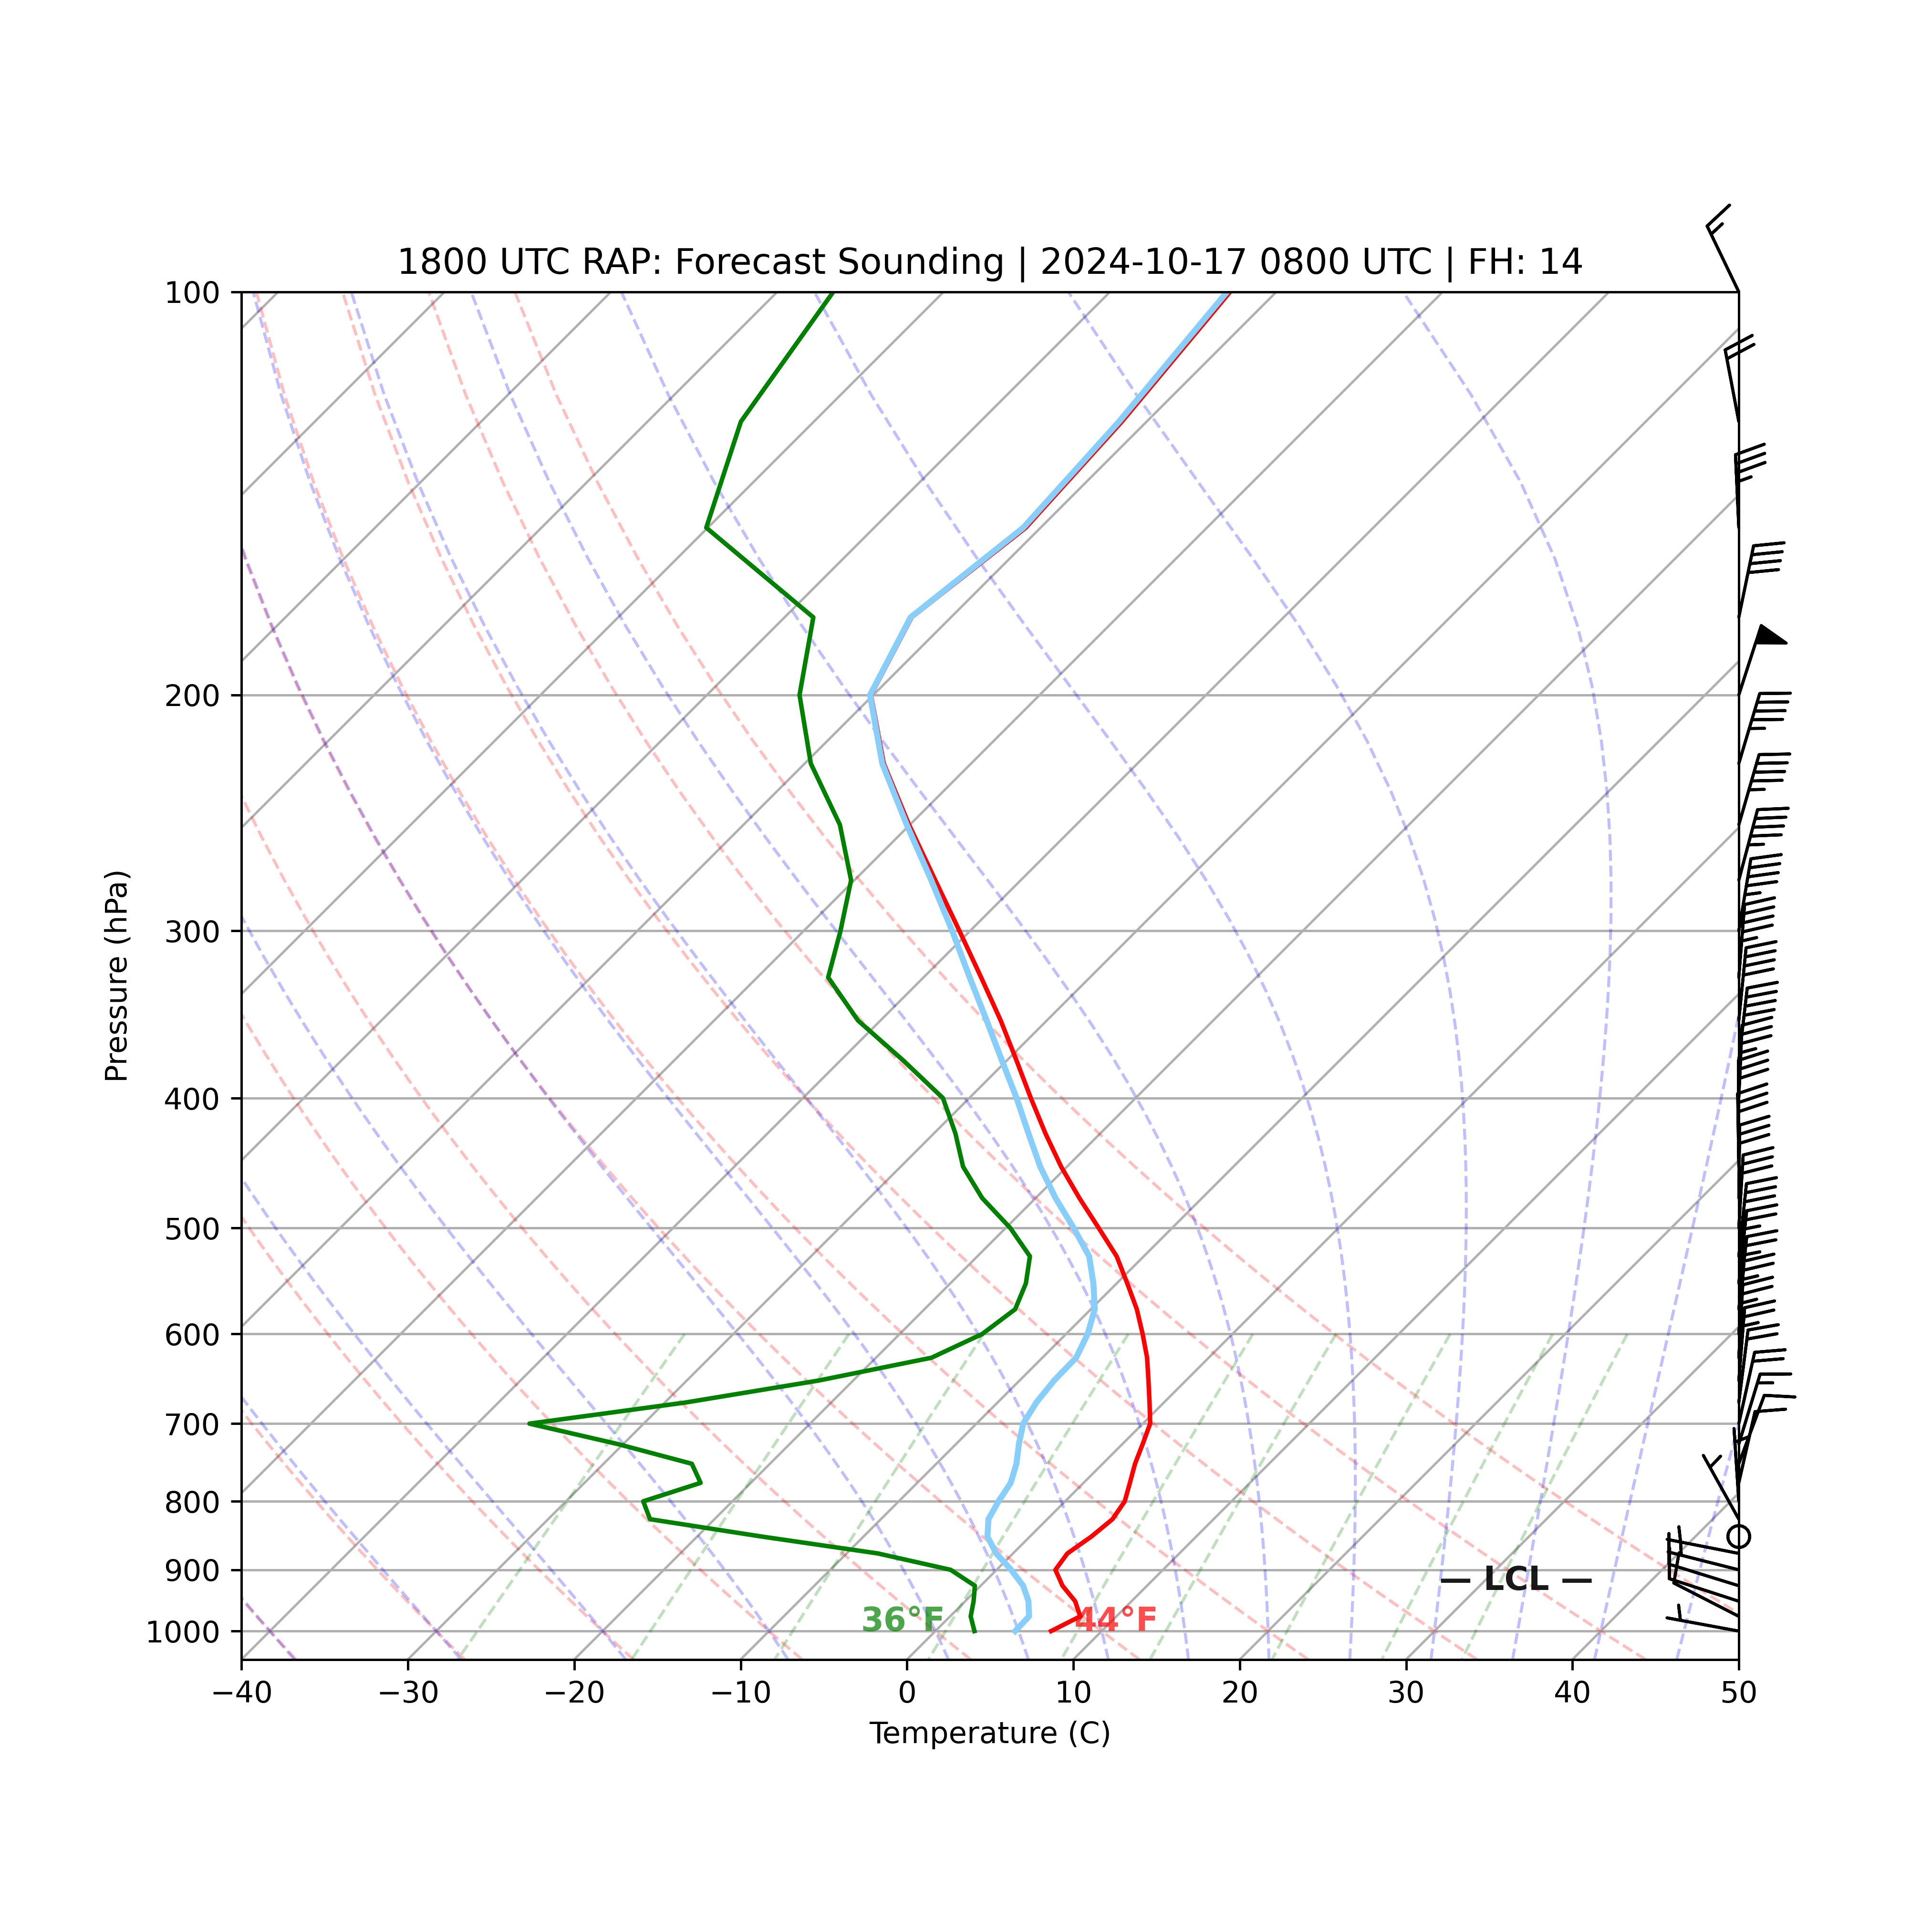 1800 UTC RAP: Forecast Sounding | 2024-10-17 0800 UTC | FH: 14
100
200
300
400
500
600
700
800
900
1000
Pressure (hPa)
— LCL —
36°F
44°F
−40 −30 −20 −10 0 10 20 30 40 50
Temperature (C)